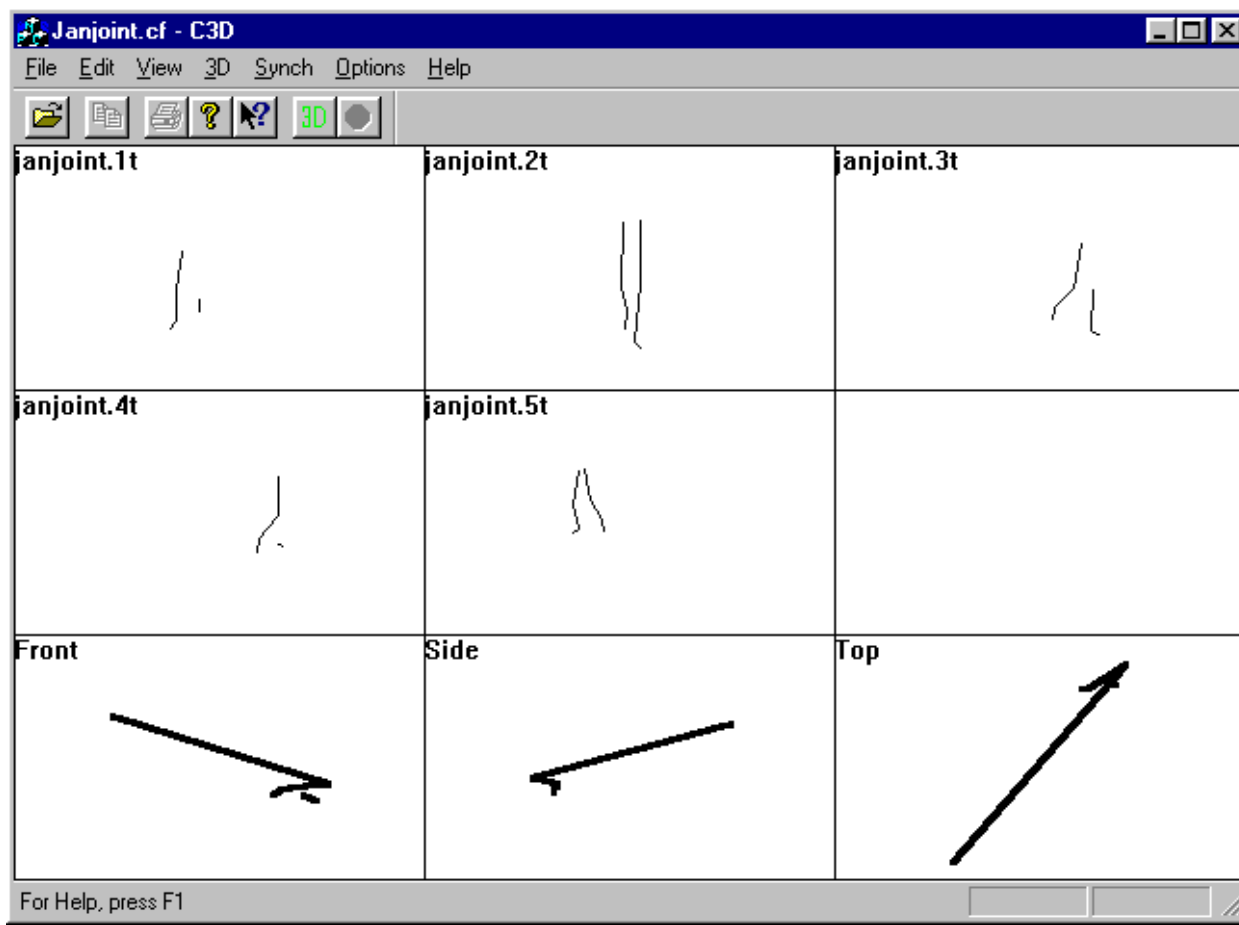 Janjoint.cf - C3D
File Edit View 3D Synch Options Help
3D
janjoint.1t janjoint.2t janjoint.3t
janjoint.4t janjoint.5t
Front Side Top
For Help, press F1